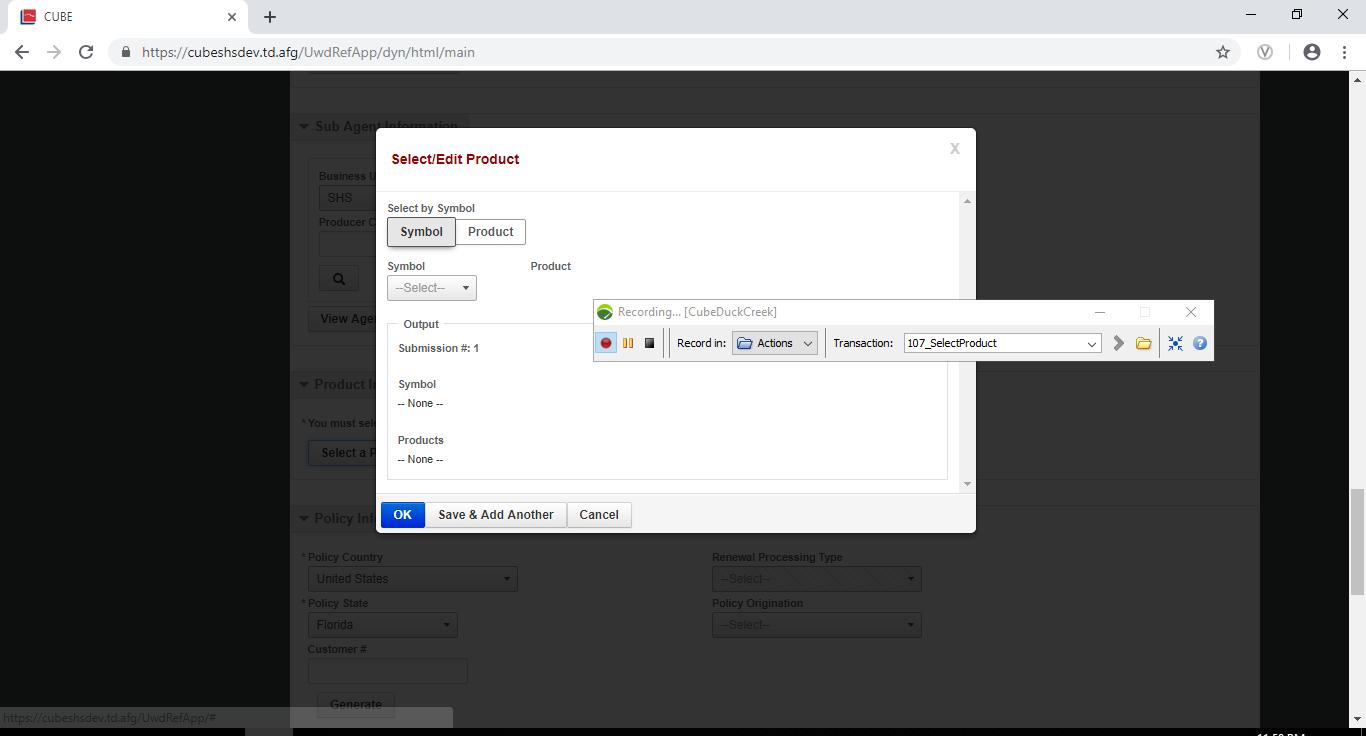 CUBE
https://cubeshsdev.td.afg/UwdRefApp/dyn/html/main
Sub Agent Information
Business U
SHS
Producer C
View Age
Product I
* You must sel
Select a P
Policy Inf
* Policy Country
United States
* Policy State
Florida
Customer #
Generate
Renewal Processing Type
--Select--
Policy Origination
--Select--
Select/Edit Product
X
Select by Symbol
Symbol
Product
Symbol
Product
--Select--
Output
Submission #: 1
Symbol
-- None --
Products
-- None --
OK
Save & Add Another
Cancel
Recording... [CubeDuckCreek]
Record in:
Actions
Transaction:
107_SelectProduct
https://cubeshsdev.td.afg/UwdRefApp/#